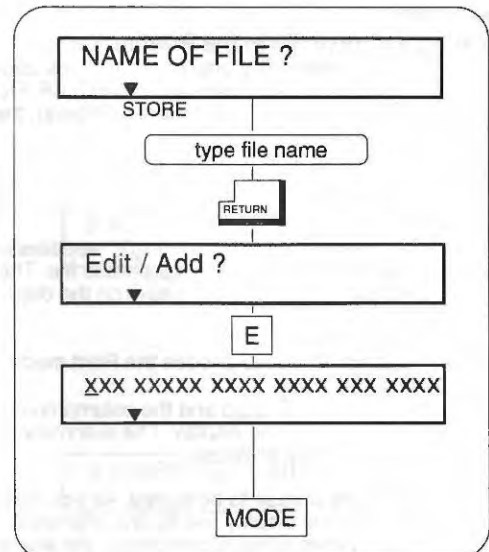 NAME OF FILE ?
STORE
type file name
RETURN
Edit / Add ?
E
XXX XXXXX XXXX XXXX XXX XXXX
MODE